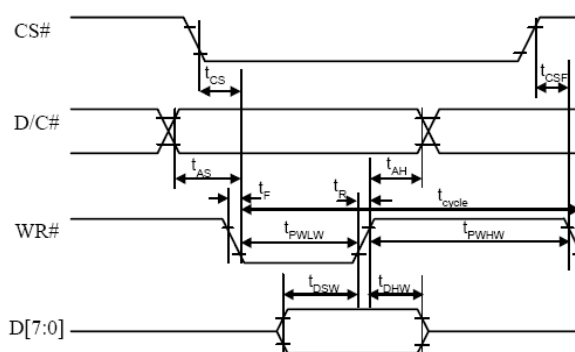 CS#
tCS
tCSF
D/C#
tAS
tF
tR
tAH
tcycle
WR#
tPWLW
tPWHW
tDSW
tDHW
D[7:0]